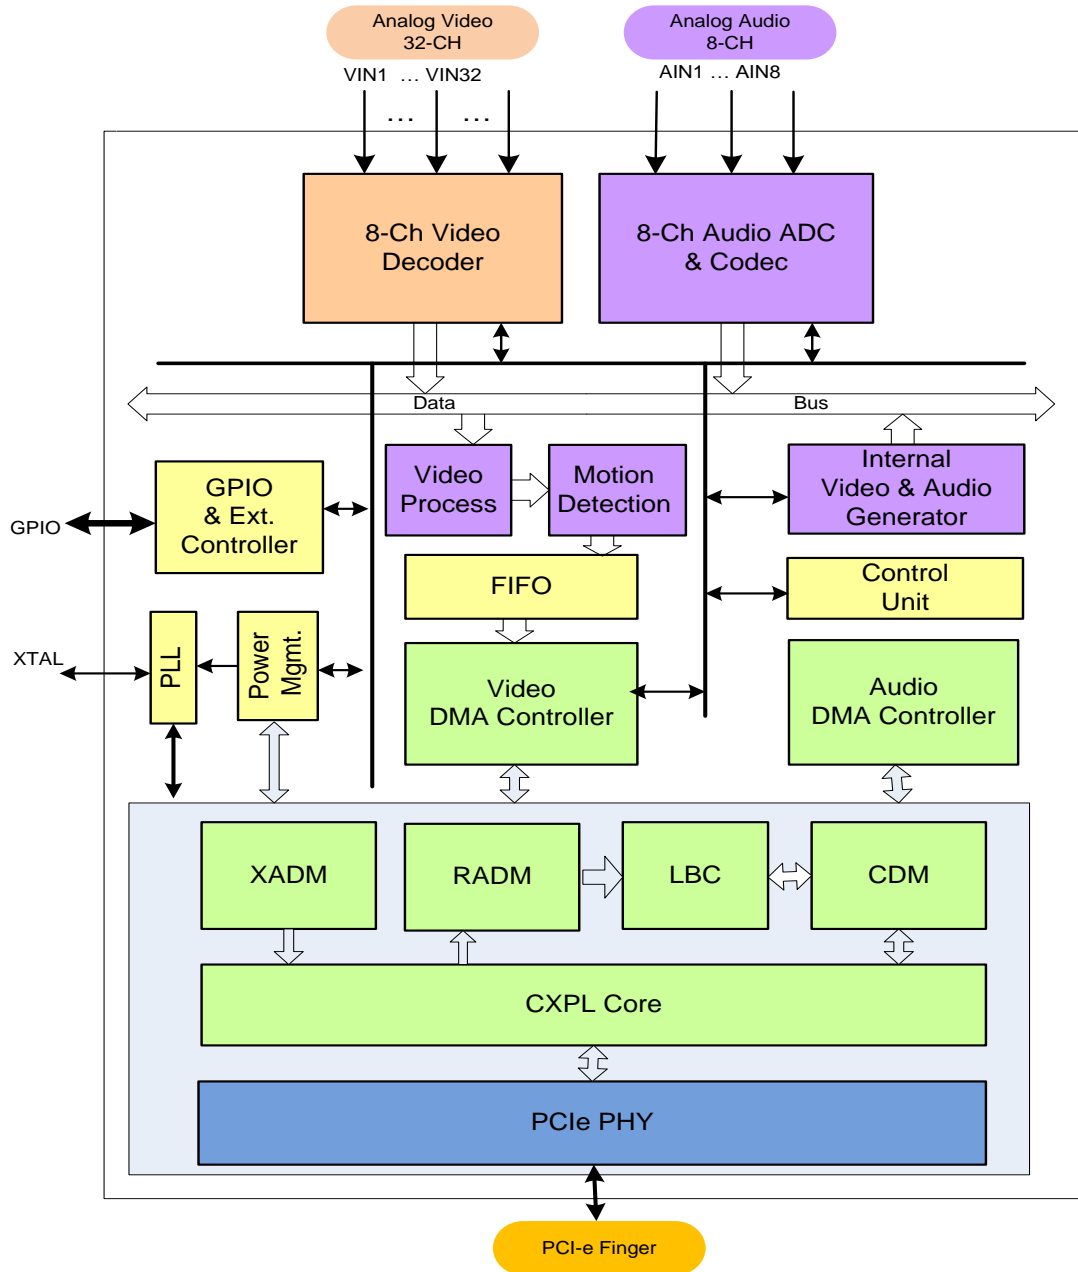 Analog Video
32-CH
Analog Audio
8-CH
VIN1 ... VIN32
AIN1 ... AIN8
... ...
8-Ch Video
Decoder
8-Ch Audio ADC
& Codec
Data Bus
GPIO
& Ext.
Controller
Video
Process
Motion
Detection
Internal
Video & Audio
Generator
GPIO
FIFO
Control
Unit
XTAL
PLL
Power
Mgmt.
Video
DMA Controller
Audio
DMA Controller
XADM
RADM
LBC
CDM
CXPL Core
PCIe PHY
PCI-e Finger